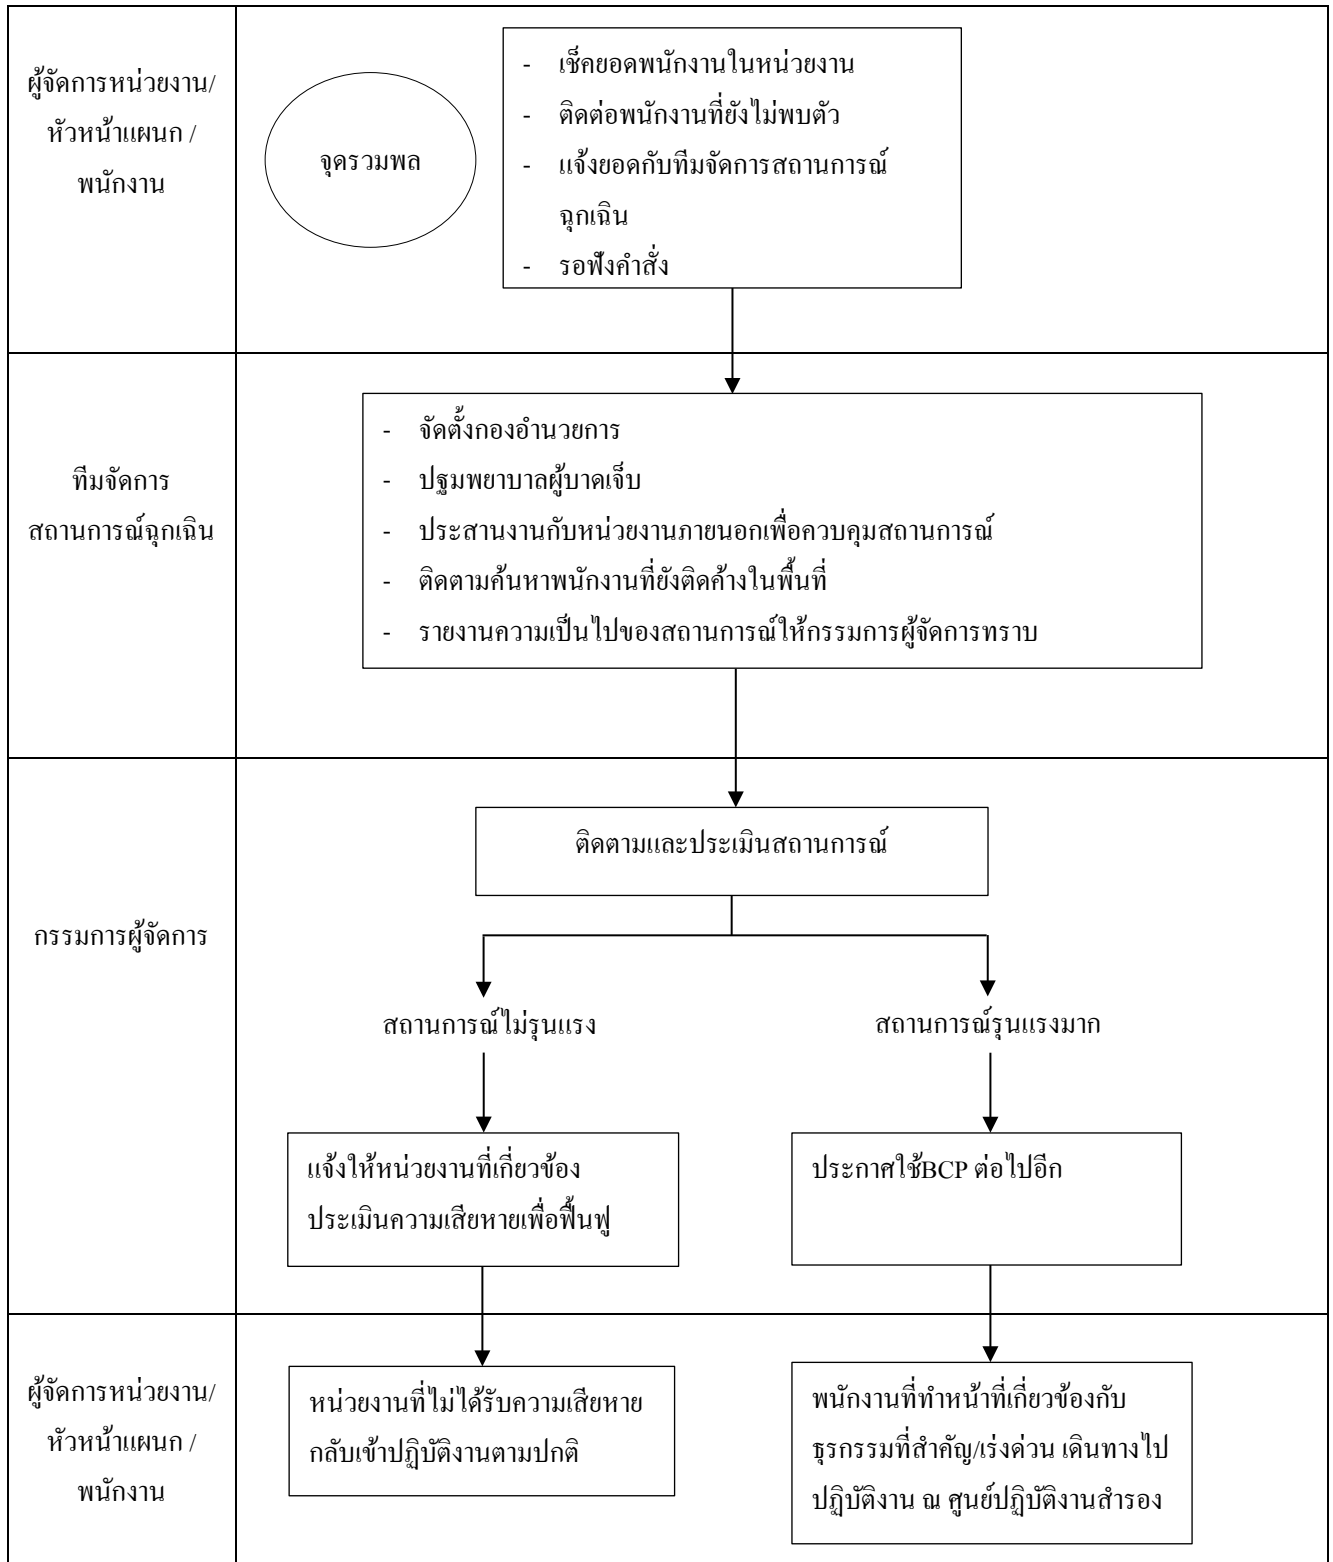 ผู้จัดการหน่วยงาน/
หัวหน้าแผนก /
พนักงาน
จุดรวมพล
- เช็คยอดพนักงานในหน่วยงาน
- ติดต่อพนักงานที่ยังไม่พบตัว
- แจ้งยอดกับทีมจัดการสถานการณ์
ฉุกเฉิน
- รอฟังคำสั่ง
ทีมจัดการ
สถานการณ์ฉุกเฉิน
- จัดตั้งกองอำนวยการ
- ปฐมพยาบาลผู้บาดเจ็บ
- ประสานงานกับหน่วยงานภายนอกเพื่อควบคุมสถานการณ์
- ติดตามค้นหาพนักงานที่ยังติดค้างในพื้นที่
- รายงานความเป็นไปของสถานการณ์ให้กรรมการผู้จัดการทราบ
กรรมการผู้จัดการ
ติดตามและประเมินสถานการณ์
สถานการณ์ไม่รุนแรง
สถานการณ์รุนแรงมาก
แจ้งให้หน่วยงานที่เกี่ยวข้อง
ประเมินความเสียหายเพื่อฟื้นฟู
ประกาศใช้BCP ต่อไปอีก
ผู้จัดการหน่วยงาน/
หัวหน้าแผนก /
พนักงาน
หน่วยงานที่ไม่ได้รับความเสียหาย
กลับเข้าปฏิบัติงานตามปกติ
พนักงานที่ทำหน้าที่เกี่ยวข้องกับ
ธุรกรรมที่สำคัญ/เร่งด่วน เดินทางไป
ปฏิบัติงาน ณ ศูนย์ปฏิบัติงานสำรอง